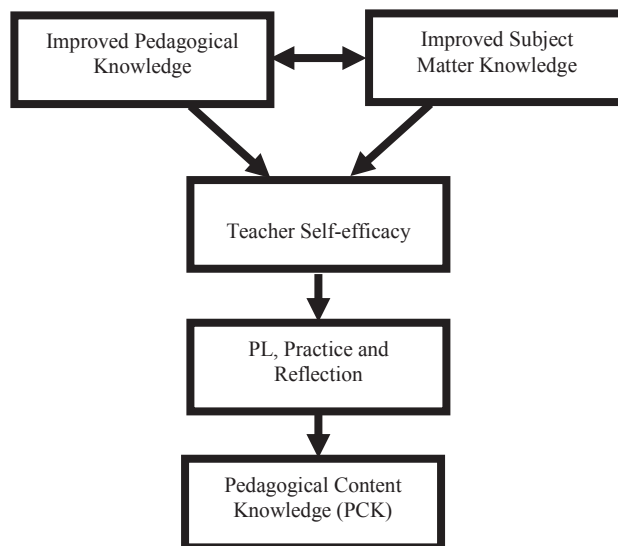 Improved Pedagogical
Knowledge
Improved Subject
Matter Knowledge
Teacher Self-efficacy
PL, Practice and
Reflection
Pedagogical Content
Knowledge (PCK)